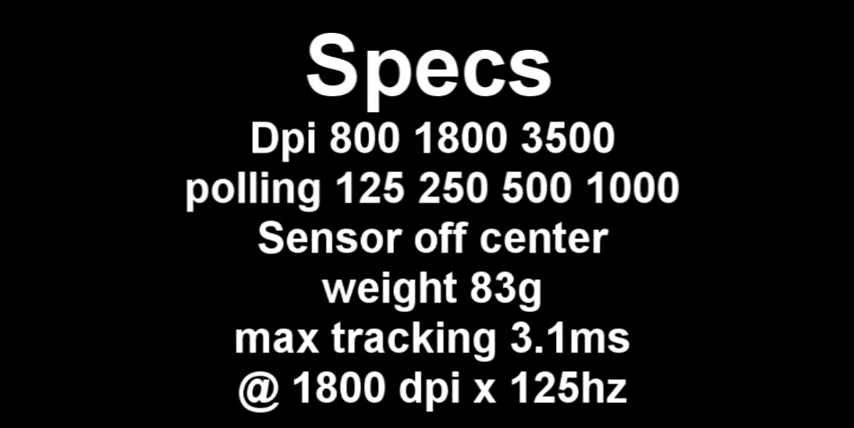 Specs
Dpi 800 1800 3500
polling 125 250 500 1000
Sensor off center
weight 83g
max tracking 3.1ms
@ 1800 dpi x 125hz